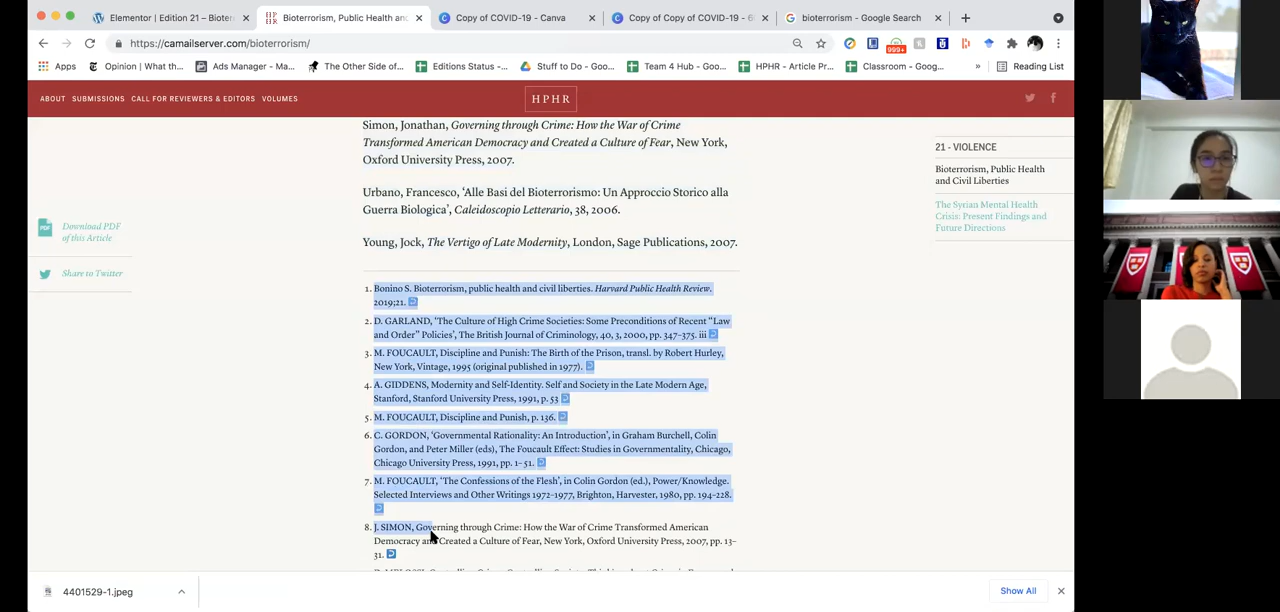 Elementor | Edition 21 – Bioterro
Bioterrorism, Public Health and
Copy of COVID-19 - Canva
Copy of Copy of COVID-19 - 6
bioterrorism - Google Search
https://camailserver.com/bioterrorism/
999+
Apps
Opinion | What th...
Ads Manager - Ma...
The Other Side of...
Editions Status -...
Stuff to Do - Goo...
Team 4 Hub - Goo...
HPHR - Article Pr...
Classroom - Goog...
»
Reading List
ABOUT SUBMISSIONS CALL FOR REVIEWERS & EDITORS VOLUMES
HPHR
Simon, Jonathan, Governing through Crime: How the War of Crime
Transformed American Democracy and Created a Culture of Fear, New York,
Oxford University Press, 2007.
Urbano, Francesco, ‘Alle Basi del Bioterrorismo: Un Approccio Storico alla
Guerra Biologica’, Caleidoscopio Letterario, 38, 2006.
Young, Jock, The Vertigo of Late Modernity, London, Sage Publications, 2007.
PDF
Download PDF
of this Article
Share to Twitter
21 - VIOLENCE
Bioterrorism, Public Health
and Civil Liberties
The Syrian Mental Health
Crisis: Present Findings and
Future Directions
1. Bonino S. Bioterrorism, public health and civil liberties. Harvard Public Health Review.
2019;21.
2. D. GARLAND, ‘The Culture of High Crime Societies: Some Preconditions of Recent “Law
and Order” Policies’, The British Journal of Criminology, 40, 3, 2000, pp. 347–375. iii
3. M. FOUCAULT, Discipline and Punish: The Birth of the Prison, transl. by Robert Hurley,
New York, Vintage, 1995 (original published in 1977).
4. A. GIDDENS, Modernity and Self-Identity. Self and Society in the Late Modern Age,
Stanford, Stanford University Press, 1991, p. 53
5. M. FOUCAULT, Discipline and Punish, p. 136.
6. C. GORDON, ‘Governmental Rationality: An Introduction’, in Graham Burchell, Colin
Gordon, and Peter Miller (eds), The Foucault Effect: Studies in Governmentality, Chicago,
Chicago University Press, 1991, pp. 1– 51.
7. M. FOUCAULT, ‘The Confessions of the Flesh’, in Colin Gordon (ed.), Power/Knowledge.
Selected Interviews and Other Writings 1972–1977, Brighton, Harvester, 1980, pp. 194–228.
8. J. SIMON, Governing through Crime: How the War of Crime Transformed American
Democracy and Created a Culture of Fear, New York, Oxford University Press, 2007, pp. 13–
31.
4401529-1.jpeg
Show All